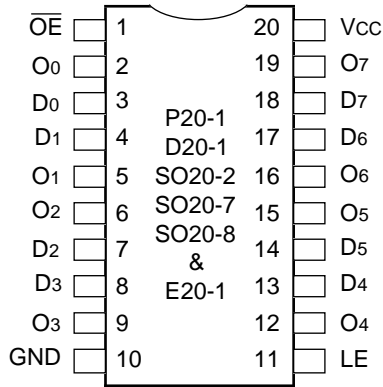 OE 1 20 Vcc
O0 2 19 O7
D0 3 18 D7
D1 4 17 D6
O1 5 16 O6
O2 6 15 O5
D2 7 14 D5
D3 8 13 D4
O3 9 12 O4
GND 10 11 LE
P20-1
D20-1
SO20-2
SO20-7
SO20-8
&
E20-1